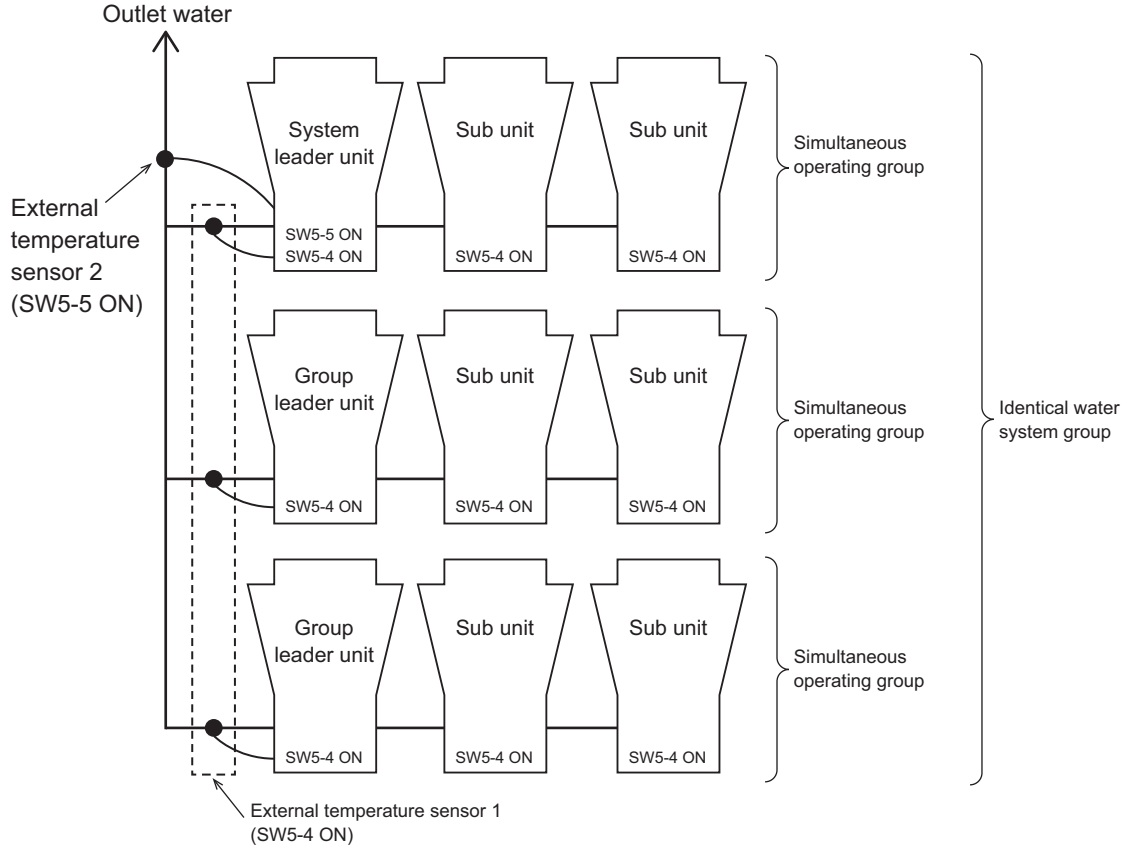 Outlet water
System
leader unit
Sub unit
Sub unit
Simultaneous
operating group
External
temperature
sensor 2
(SW5-5 ON)
SW5-5 ON
SW5-4 ON
SW5-4 ON
SW5-4 ON
Group
leader unit
Sub unit
Sub unit
Simultaneous
operating group
Identical water
system group
SW5-4 ON
SW5-4 ON
SW5-4 ON
Group
leader unit
Sub unit
Sub unit
Simultaneous
operating group
SW5-4 ON
SW5-4 ON
SW5-4 ON
External temperature sensor 1
(SW5-4 ON)